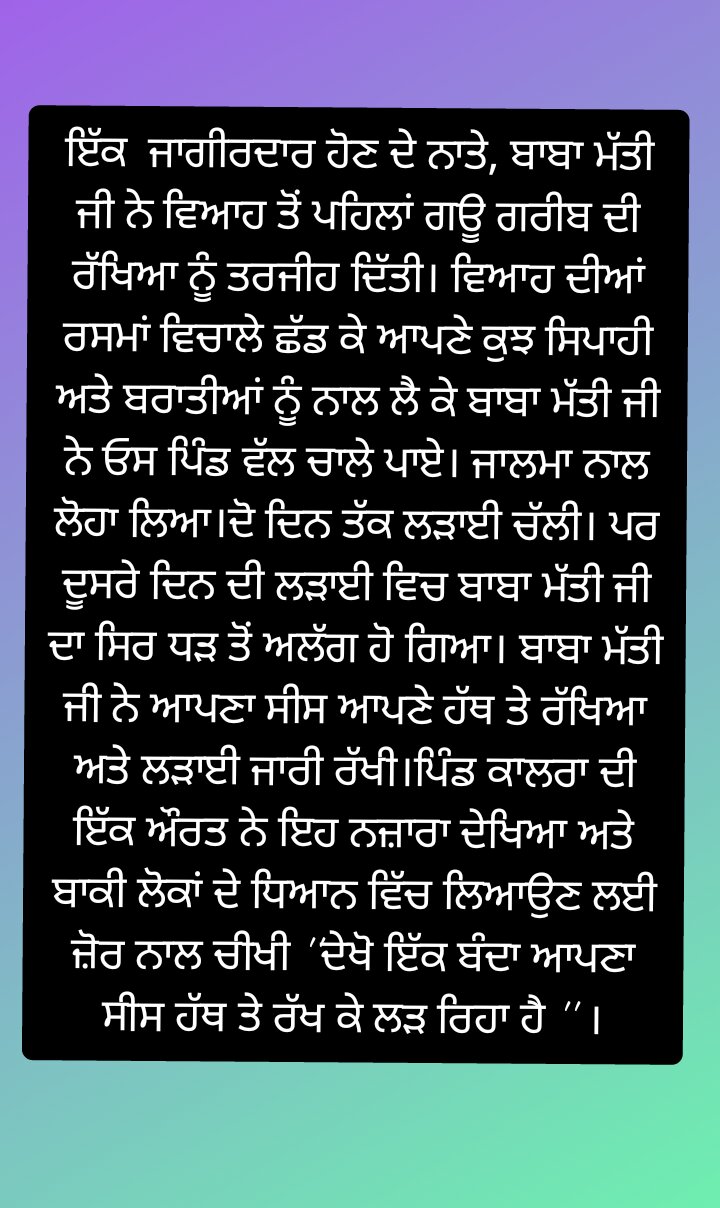 ਇੱਕ  ਜਾਗੀਰਦਾਰ ਹੋਣ ਦੇ ਨਾਤੇ, ਬਾਬਾ ਮੱਤੀ
ਜੀ ਨੇ ਵਿਆਹ ਤੋਂ ਪਹਿਲਾਂ ਗਊ ਗਰੀਬ ਦੀ
ਰੱਖਿਆ ਨੂੰ ਤਰਜੀਹ ਦਿੱਤੀ। ਵਿਆਹ ਦੀਆਂ
ਰਸਮਾਂ ਵਿਚਾਲੇ ਛੱਡ ਕੇ ਆਪਣੇ ਕੁਝ ਸਿਪਾਹੀ
ਅਤੇ ਬਰਾਤੀਆਂ ਨੂੰ ਨਾਲ ਲੈ ਕੇ ਬਾਬਾ ਮੱਤੀ ਜੀ
ਨੇ ਓਸ ਪਿੰਡ ਵੱਲ ਚਾਲੇ ਪਾਏ। ਜਾਲਮਾ ਨਾਲ
ਲੋਹਾ ਲਿਆ।ਦੋ ਦਿਨ ਤੱਕ ਲੜਾਈ ਚੱਲੀ। ਪਰ
ਦੂਸਰੇ ਦਿਨ ਦੀ ਲੜਾਈ ਵਿਚ ਬਾਬਾ ਮੱਤੀ ਜੀ
ਦਾ ਸਿਰ ਧੜ ਤੋਂ ਅਲੱਗ ਹੋ ਗਿਆ। ਬਾਬਾ ਮੱਤੀ
ਜੀ ਨੇ ਆਪਣਾ ਸੀਸ ਆਪਣੇ ਹੱਥ ਤੇ ਰੱਖਿਆ
ਅਤੇ ਲੜਾਈ ਜਾਰੀ ਰੱਖੀ।ਪਿੰਡ ਕਾਲਰਾ ਦੀ
ਇੱਕ ਔਰਤ ਨੇ ਇਹ ਨਜ਼ਾਰਾ ਦੇਖਿਆ ਅਤੇ
ਬਾਕੀ ਲੋਕਾਂ ਦੇ ਧਿਆਨ ਵਿੱਚ ਲਿਆਉਣ ਲਈ
ਜ਼ੋਰ ਨਾਲ ਚੀਖੀ  ′ਦੇਖੋ ਇੱਕ ਬੰਦਾ ਆਪਣਾ
ਸੀਸ ਹੱਥ ਤੇ ਰੱਖ ਕੇ ਲੜ ਰਿਹਾ ਹੈ  ″ ।